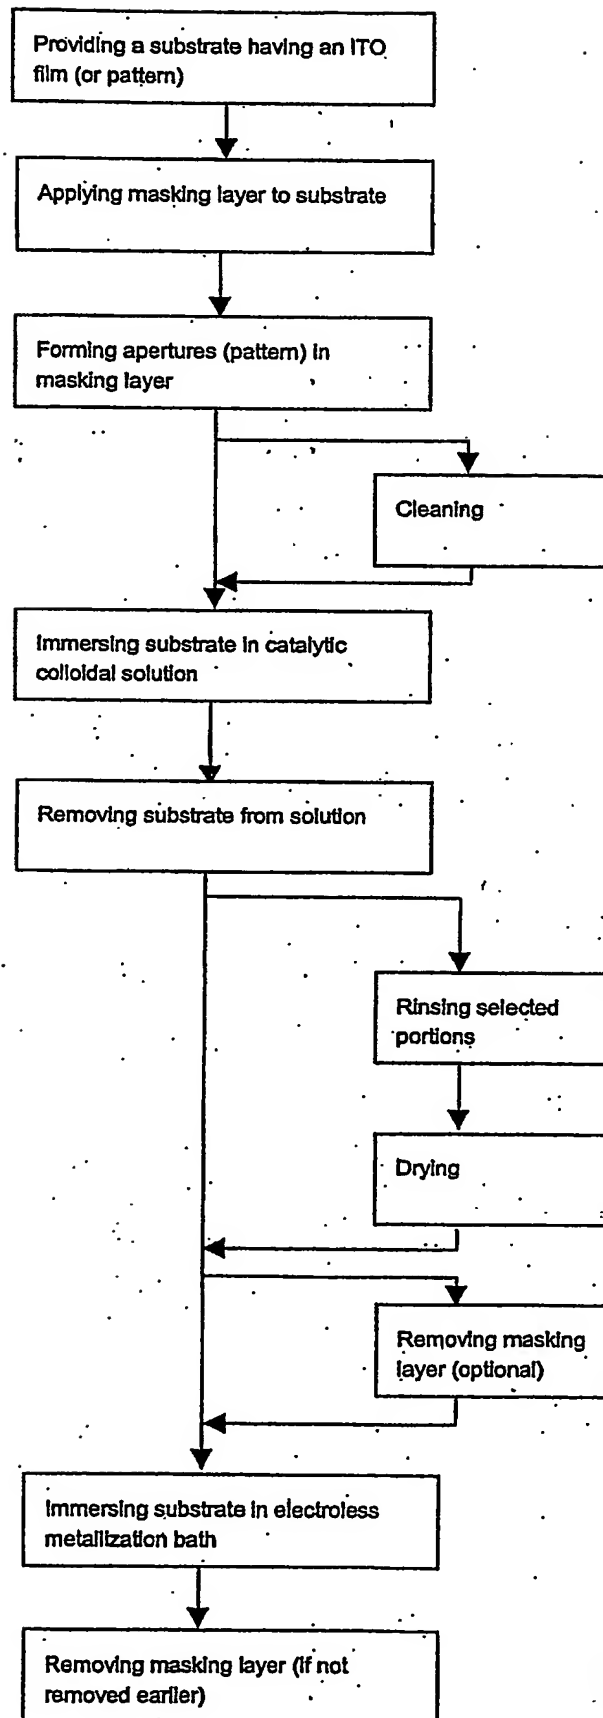 Providing a substrate having an ITO
film (or pattern)
Applying masking layer to substrate
Forming apertures (pattern) in
masking layer
Cleaning
Immersing substrate in catalytic
colloidal solution
Removing substrate from solution
Rinsing selected
portions
Drying
Removing masking
layer (optional)
Immersing substrate in electroless
metallization bath
Removing masking layer (if not
removed earlier)